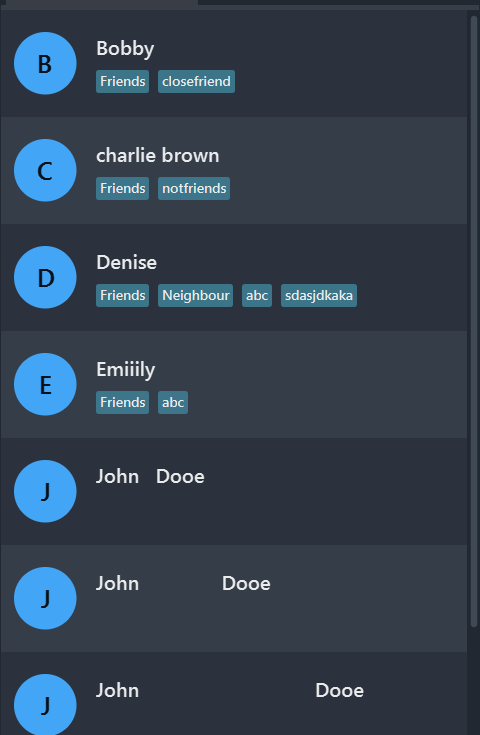 B
Bobby
Friends closefriend
C
charlie brown
Friends notfriends
D
Denise
Friends Neighbour abc sdasjdkaka
E
Emiiily
Friends abc
J
John   Dooe
J
John                Dooe
J
John                                  Dooe